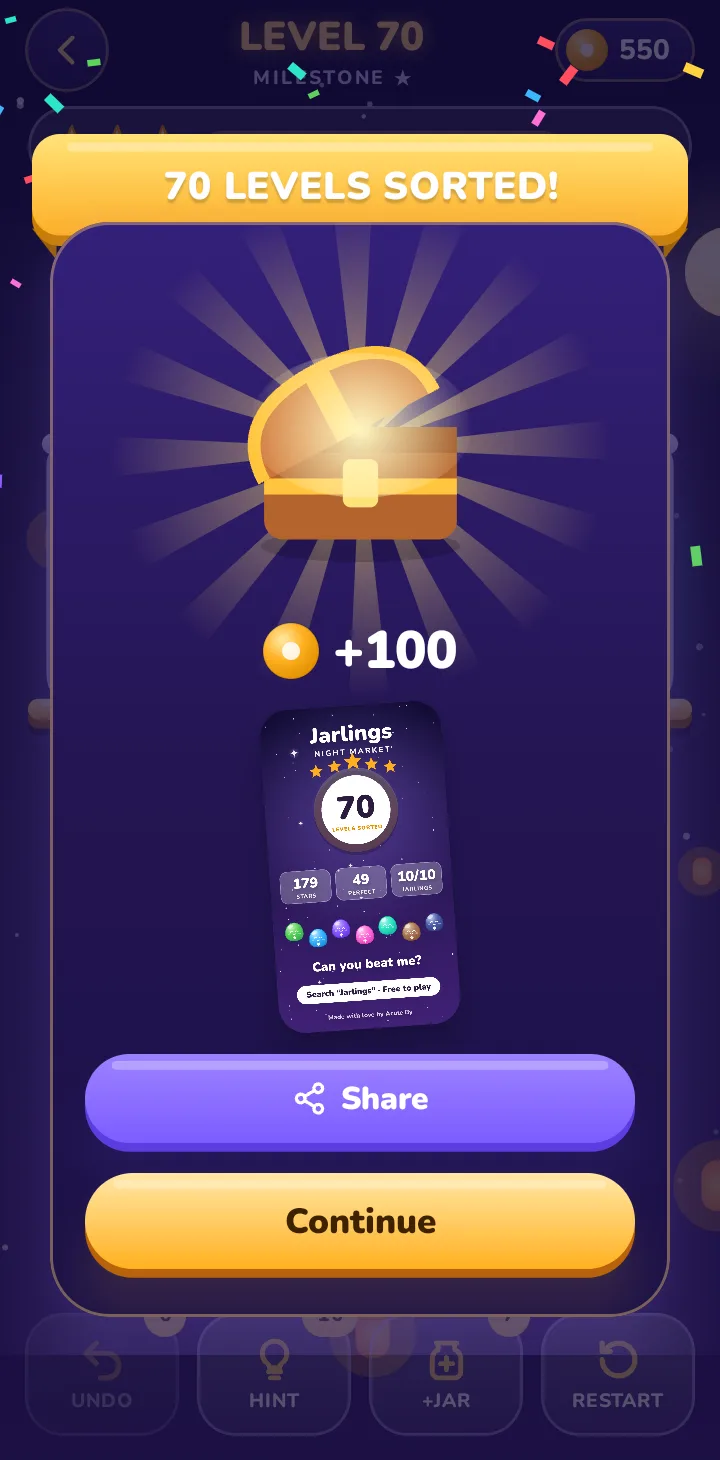 LEVEL 70
MILESTONE ★
550
70 LEVELS SORTED!
+100
Jarlings
NIGHT MARKET
70
LEVELS SORTED
179
STARS
49
PERFECT
10/10
JARLINGS
Can you beat me?
Search "Jarlings" - Free to play
Made with love by Acute Oy
Share
Continue
UNDO
HINT
+JAR
RESTART